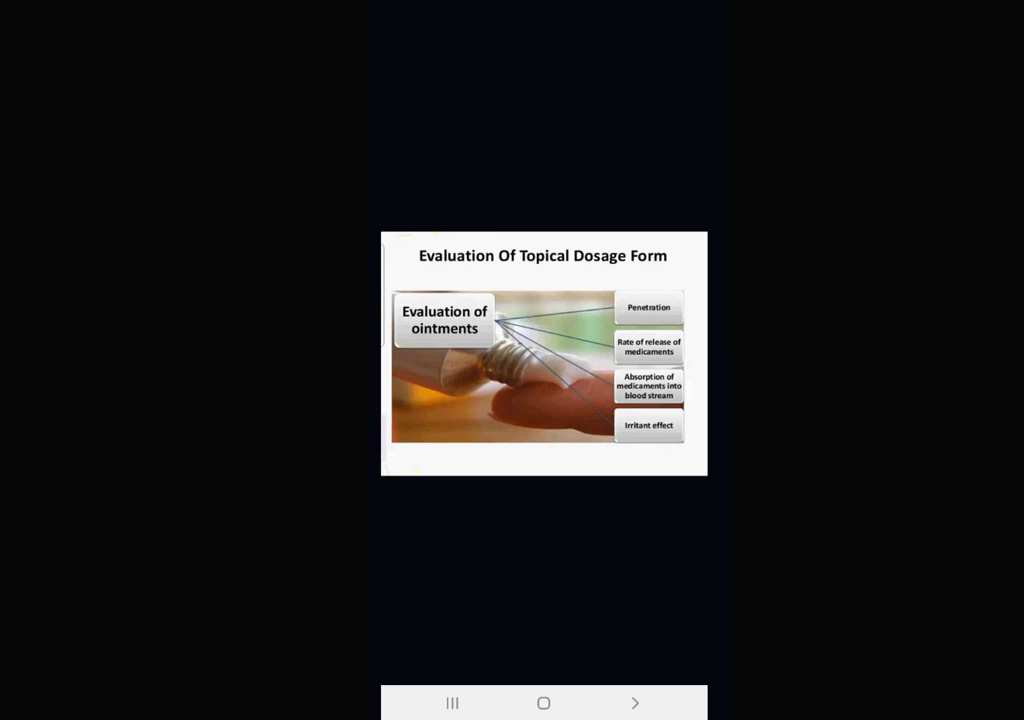 Evaluation Of Topical Dosage Form
Evaluation of
ointments
Penetration
Rate of release of
medicaments
Absorption of
medicaments into
blood stream
Irritant effect